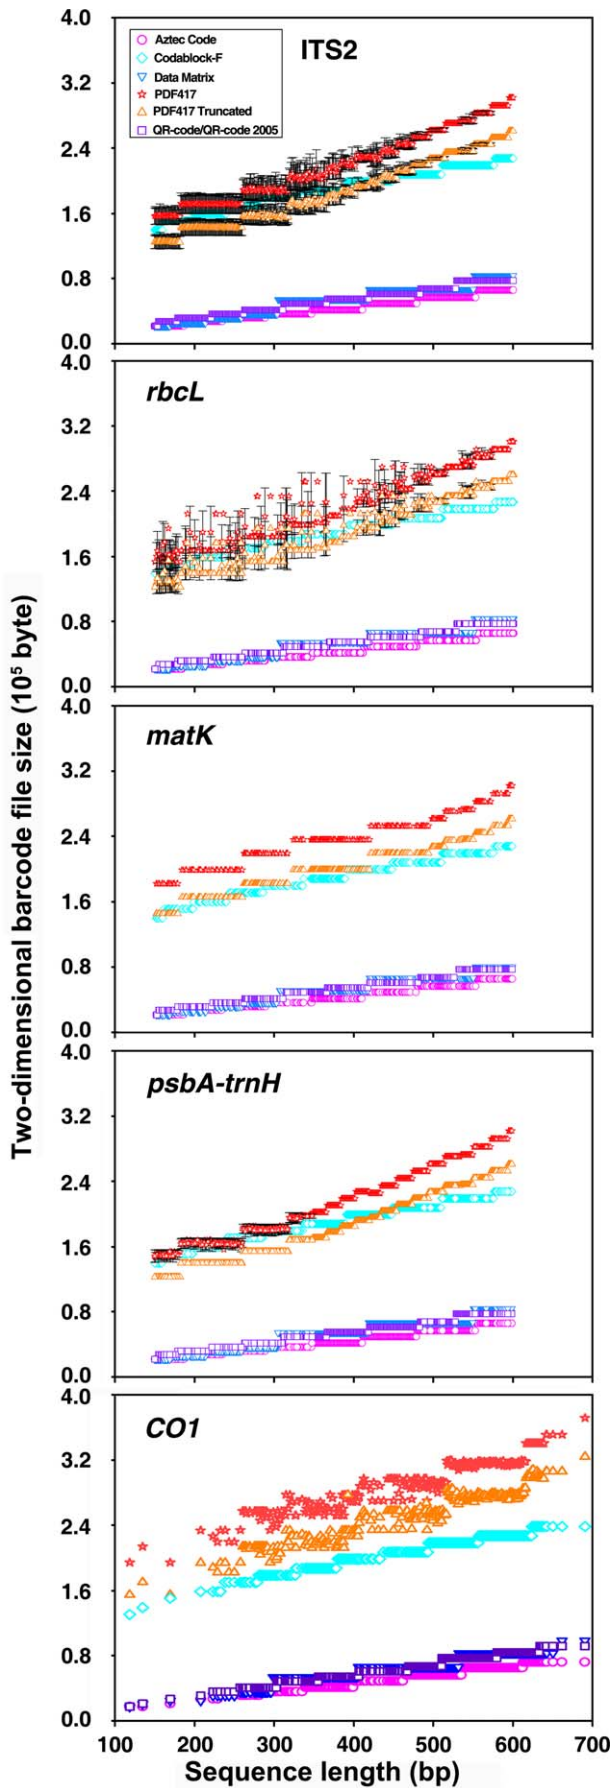 4.0
ITS2
Aztec Code
Codablock-F
Data Matrix
PDF417
PDF417 Truncated
QR-code/QR-code 2005
3.2
2.4
1.6
0.8
0.0
4.0
rbcL
3.2
2.4
1.6
0.8
0.0
4.0
matK
3.2
2.4
1.6
0.8
0.0
4.0
psbA-trnH
3.2
2.4
1.6
0.8
0.0
4.0
CO1
3.2
2.4
1.6
0.8
0.0
Two-dimensional barcode file size (10⁵ byte)
100 200 300 400 500 600 700
Sequence length (bp)